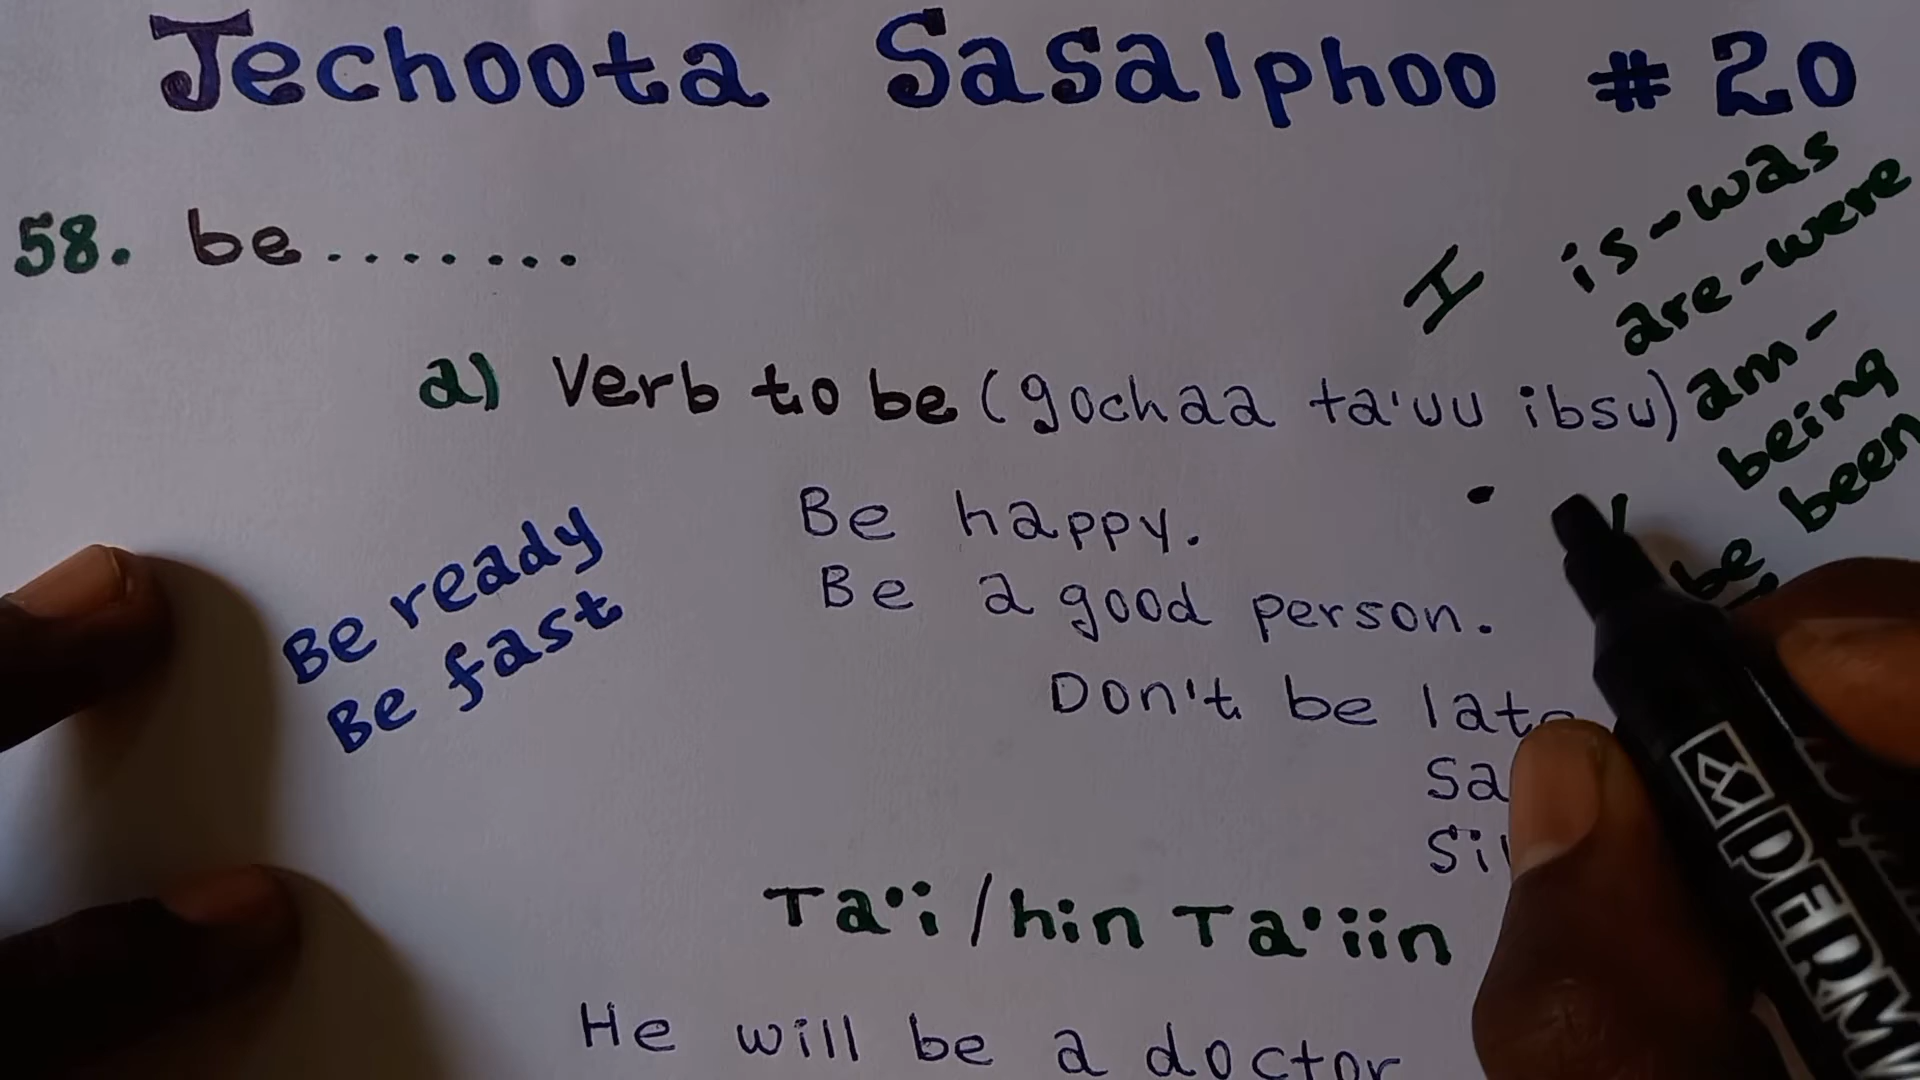 Jechoota Sasalphoo # 20
58. be........
I
is-was
are-were
am-
being
been
be
a) Verb to be (gochaa ta'uu ibsu)
Be happy.
Be a good person.
Be ready
Be fast
Don't be late
Ta'i / hin Ta'iin
He will be a doctor